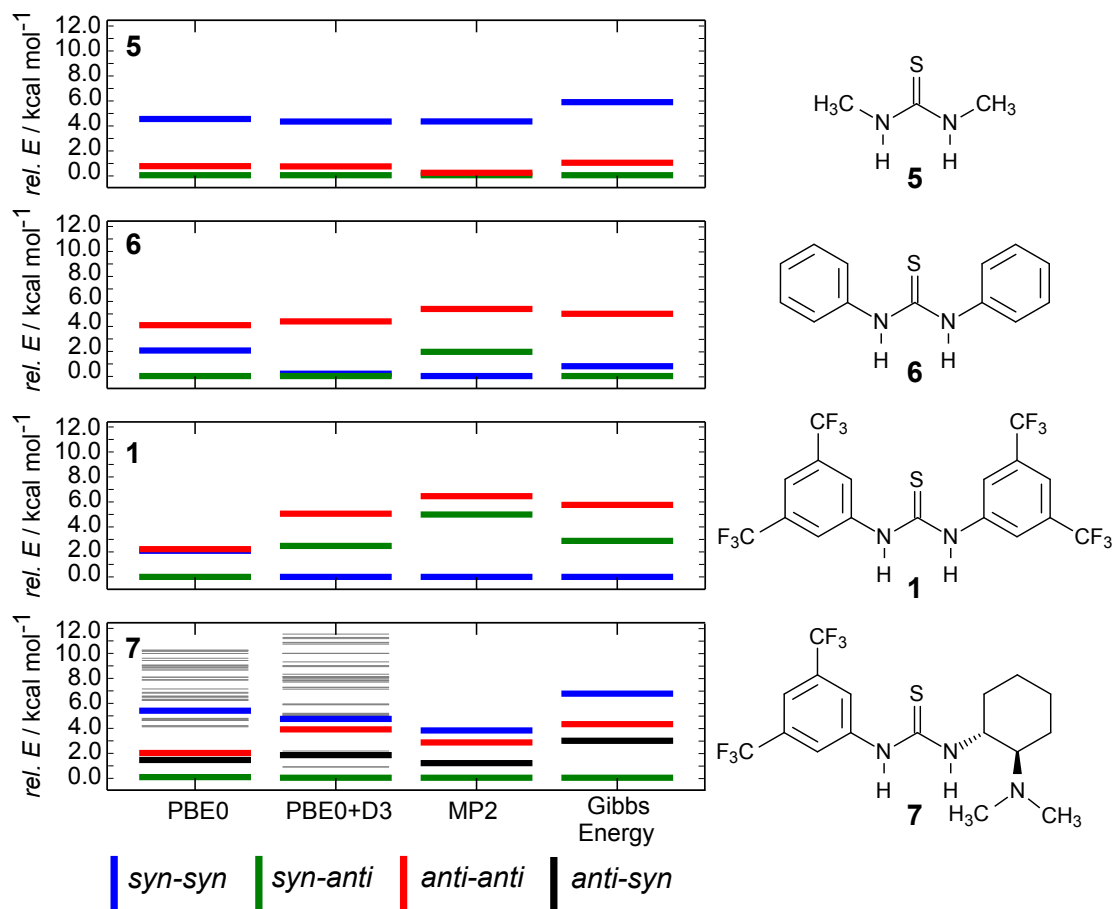 rel. E / kcal mol⁻¹
12.0
10.0
8.0
6.0
4.0
2.0
0.0
5
S
H₃C
CH₃
N
N
H
H
5
rel. E / kcal mol⁻¹
12.0
10.0
8.0
6.0
4.0
2.0
0.0
6
S
N
N
H
H
6
rel. E / kcal mol⁻¹
12.0
10.0
8.0
6.0
4.0
2.0
0.0
1
CF₃
CF₃
S
F₃C
N
N
CF₃
H
H
1
rel. E / kcal mol⁻¹
12.0
10.0
8.0
6.0
4.0
2.0
0.0
7
CF₃
S
F₃C
N
N
H
H
N
H₃C
CH₃
7
PBE0
PBE0+D3
MP2
Gibbs
Energy
syn-syn
syn-anti
anti-anti
anti-syn